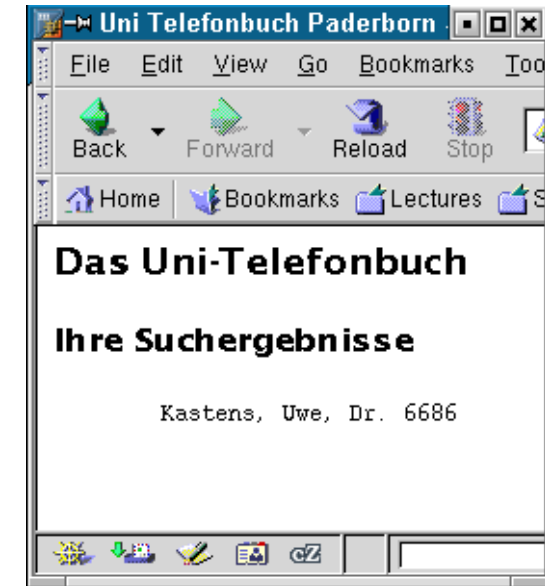 Uni Telefonbuch Paderborn
File Edit View Go Bookmarks
Back Forward Reload Stop
Home Bookmarks Lectures
Das Uni-Telefonbuch
Ihre Suchergebnisse
Kastens, Uwe, Dr. 6686